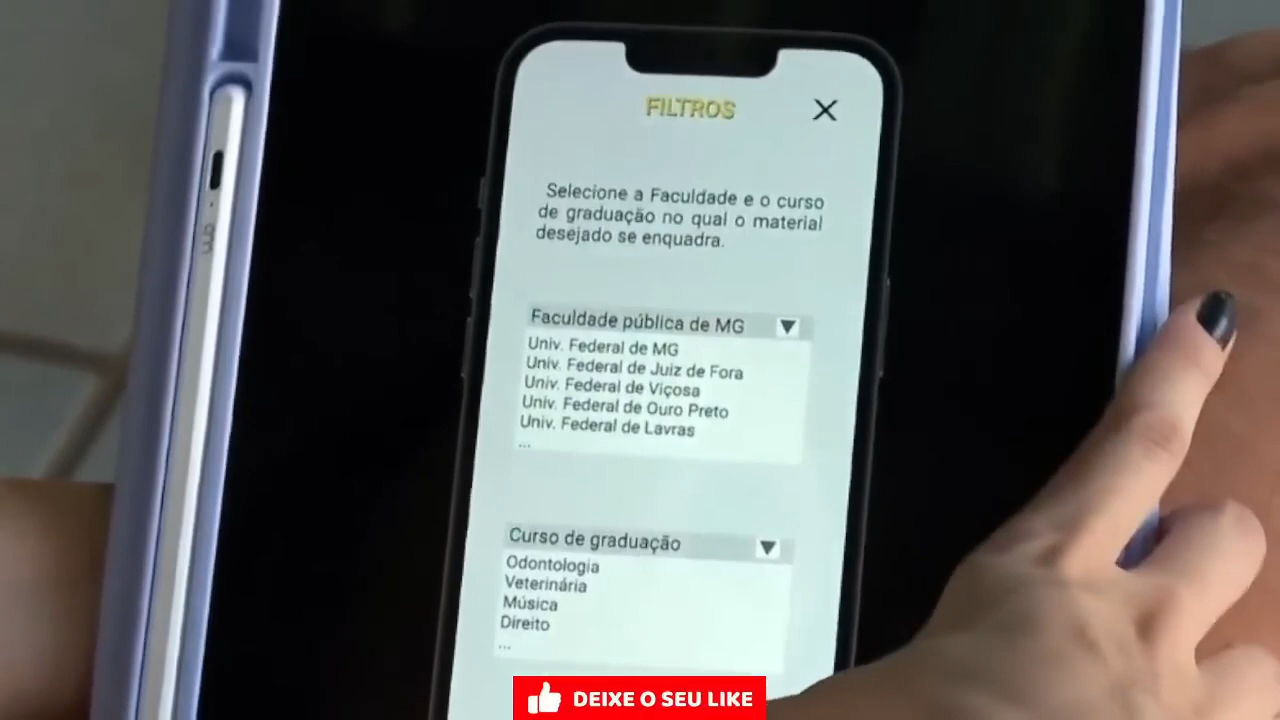 FILTROS
Selecione a Faculdade e o curso
de graduação no qual o material
desejado se enquadra.
Faculdade pública de MG
Univ. Federal de MG
Univ. Federal de Juiz de Fora
Univ. Federal de Viçosa
Univ. Federal de Ouro Preto
Univ. Federal de Lavras
...
Curso de graduação
Odontologia
Veterinária
Música
Direito
...
DEIXE O SEU LIKE